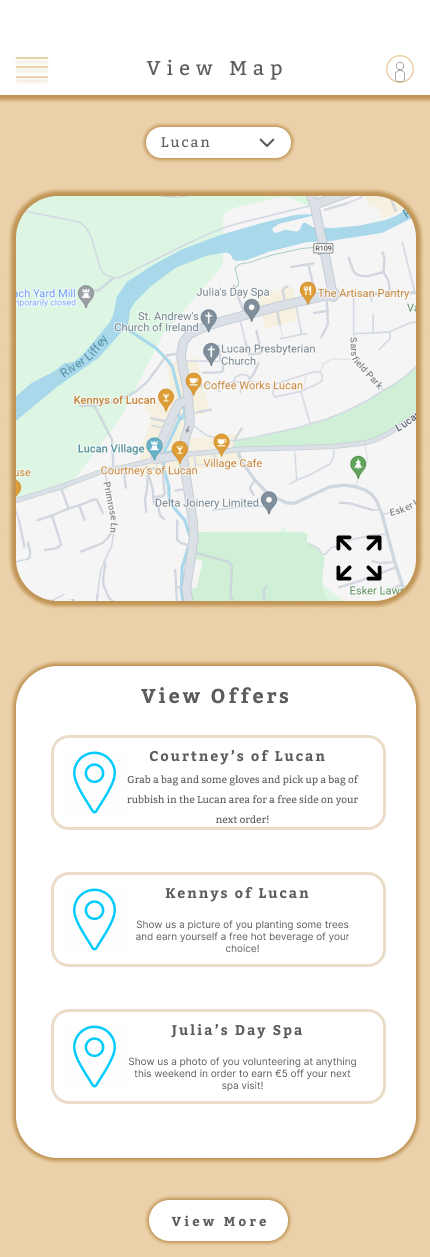 View Map
Lucan
R109
ach Yard Mill
mporarily closed
Julia's Day Spa
The Artisan Pantry
St. Andrew's
Church of Ireland
River Liffey
Lucan Presbyterian
Church
Sarsfield Park
Coffee Works Lucan
Kennys of Lucan
Lucan
Lucan Village
Village Cafe
Courtney's of Lucan
use
Primrose Ln
Delta Joinery Limited
Esker
Esker Law
View Offers
Courtney's of Lucan
Grab a bag and some gloves and pick up a bag of
rubbish in the Lucan area for a free side on your
next order!
Kennys of Lucan
Show us a picture of you planting some trees
and earn yourself a free hot beverage of your
choice!
Julia's Day Spa
Show us a photo of you volunteering at anything
this weekend in order to earn €5 off your next
spa visit!
View More